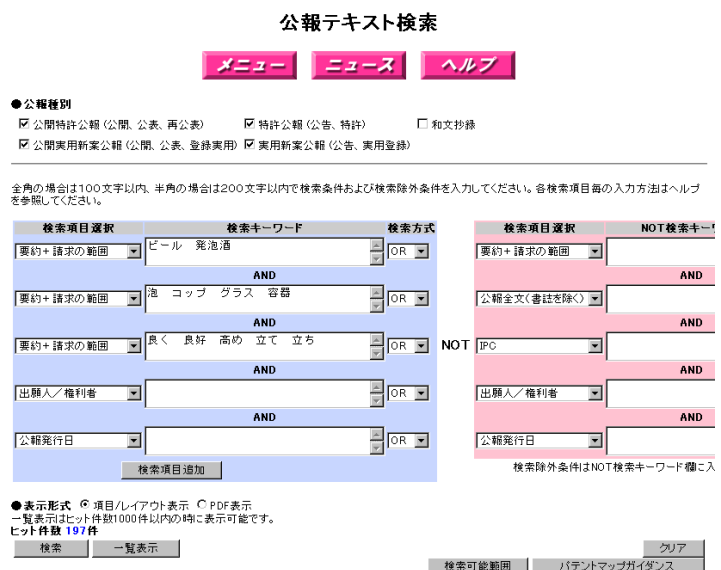 公報テキスト検索
メニュー ニュース ヘルプ
●公報種別
公開特許公報(公開、公表、再公表) 特許公報(公告、特許) 和文抄録
公開実用新案公報(公開、公表、登録実用) 実用新案公報(公告、実用登録)
全角の場合は100文字以内、半角の場合は200文字以内で検索条件および検索除外条件を入力してください。各検索項目毎の入力方法はヘルプ
を参照してください。
検索項目選択 検索キーワード 検索方式 検索項目選択 NOT検索キーワ
要約+請求の範囲 ビール 発泡酒 OR 要約+請求の範囲
AND AND
要約+請求の範囲 泡 コップ グラス 容器 OR 公報全文(書誌を除く)
AND AND
要約+請求の範囲 良く 良好 高め 立て 立ち OR NOT IPC
AND AND
出願人/権利者 OR 出願人/権利者
AND AND
公報発行日 OR 公報発行日
検索項目追加 検索除外条件はNOT検索キーワード欄に入
●表示形式 項目/レイアウト表示 PDF表示
一覧表示はヒット件数1000件以内の時に表示可能です。
ヒット件数 197件
検索 一覧表示 クリア
検索可能範囲 パテントマップガイダンス